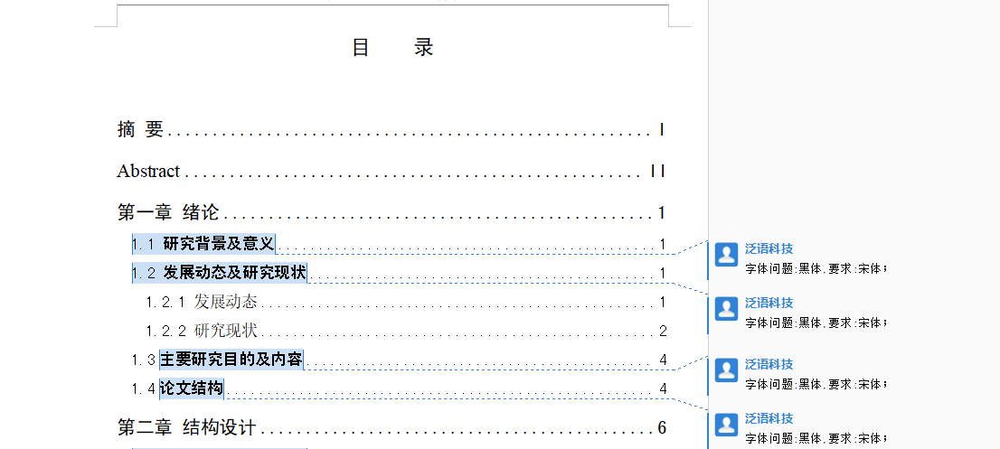 目 录
摘 要 I
Abstract II
第一章 绪论 1
1.1 研究背景及意义 1
1.2 发展动态及研究现状 1
1.2.1 发展动态 1
1.2.2 研究现状 2
1.3 主要研究目的及内容 4
1.4 论文结构 4
第二章 结构设计 6
泛语科技
字体问题:黑体,要求:宋体;
泛语科技
字体问题:黑体,要求:宋体;
泛语科技
字体问题:黑体,要求:宋体;
泛语科技
字体问题:黑体,要求:宋体;